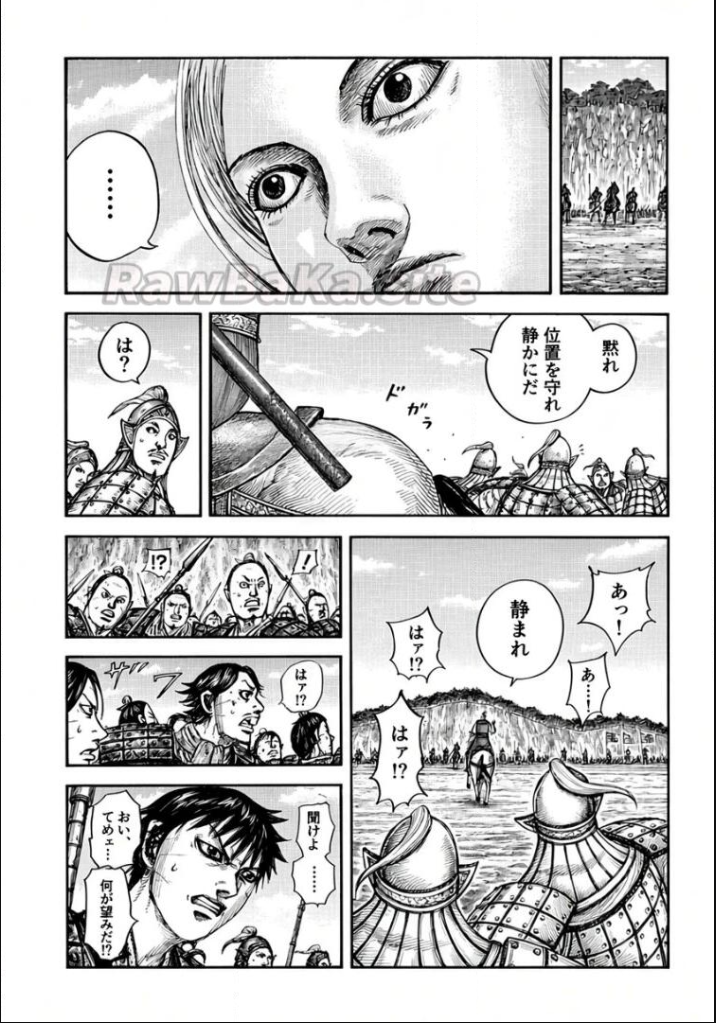 ……
RawBaKa.site
黙れ
位置を守れ
静かにだ
ドガラ
は？
あっ！
あ…！
静まれ
はァ!?
はァ!?
！
!?
はァ!?
ザワ
聞けよ
……
おい、
てめェ…
何が望みだ!?